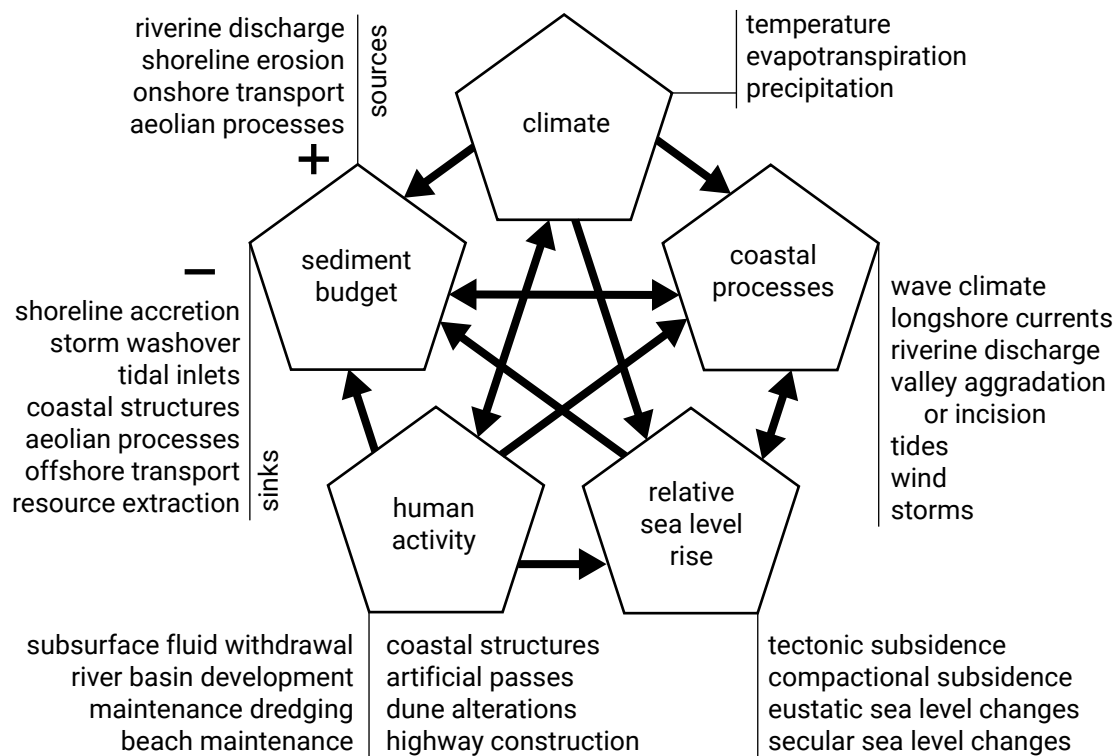 riverine discharge
shoreline erosion
onshore transport
aeolian processes
sources
+
temperature
evapotranspiration
precipitation
climate
sediment
budget
coastal
processes
−
shoreline accretion
storm washover
tidal inlets
coastal structures
aeolian processes
offshore transport
resource extraction
sinks
wave climate
longshore currents
riverine discharge
valley aggradation
or incision
tides
wind
storms
human
activity
relative
sea level
rise
subsurface fluid withdrawal
river basin development
maintenance dredging
beach maintenance
coastal structures
artificial passes
dune alterations
highway construction
tectonic subsidence
compactional subsidence
eustatic sea level changes
secular sea level changes